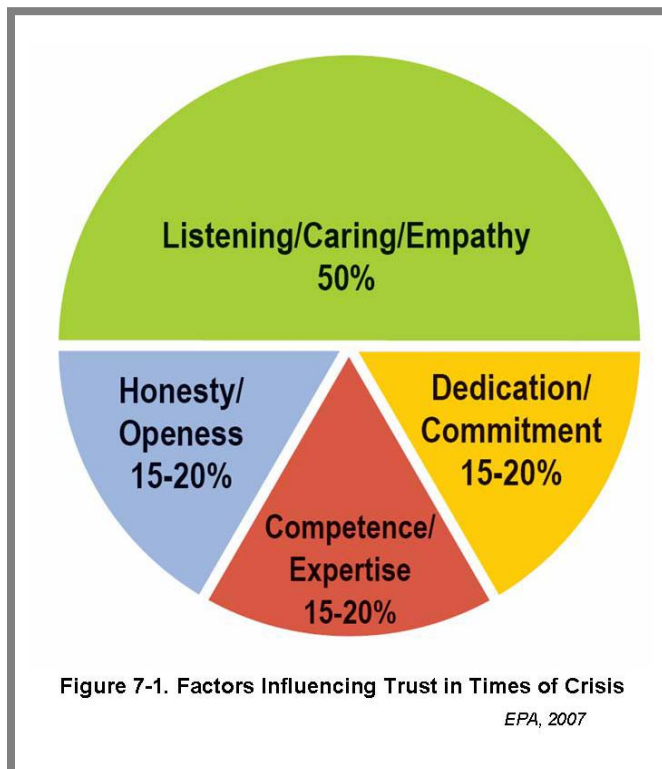 Listening/Caring/Empathy
50%
Honesty/
Openess
15-20%
Competence/
Expertise
15-20%
Dedication/
Commitment
15-20%
Figure 7-1. Factors Influencing Trust in Times of Crisis
EPA, 2007